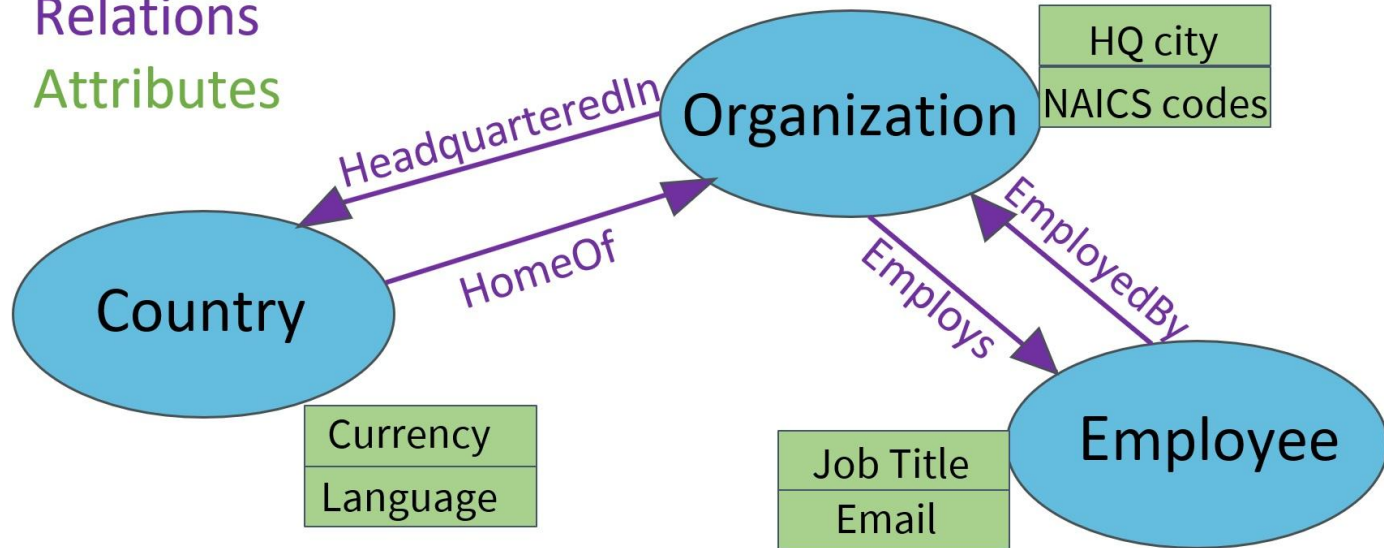 Relations
Attributes
HeadquarteredIn
Organization
HQ city
NAICS codes
HomeOf
Country
Employs
EmployedBy
Currency
Language
Job Title
Email
Employee